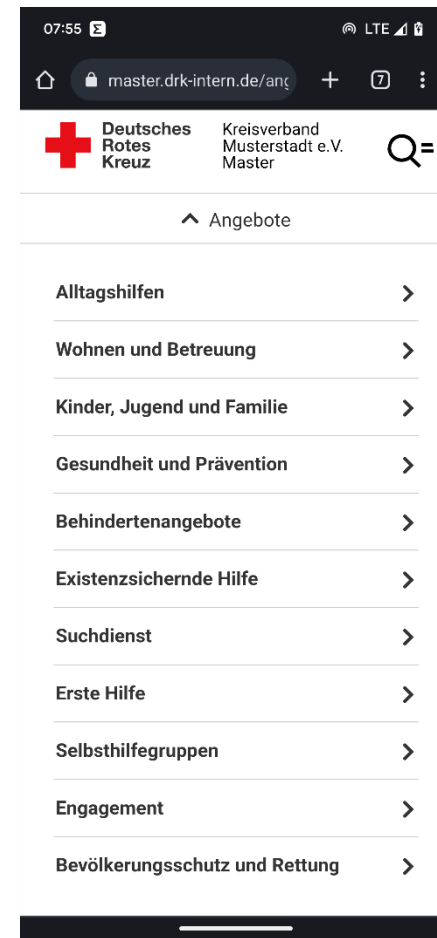 07:55 Σ LTE
master.drk-intern.de/ang 7
Deutsches Rotes Kreuz
Kreisverband Musterstadt e.V. Master
Angebote
Alltagshilfen
Wohnen und Betreuung
Kinder, Jugend und Familie
Gesundheit und Prävention
Behindertenangebote
Existenzsichernde Hilfe
Suchdienst
Erste Hilfe
Selbsthilfegruppen
Engagement
Bevölkerungsschutz und Rettung